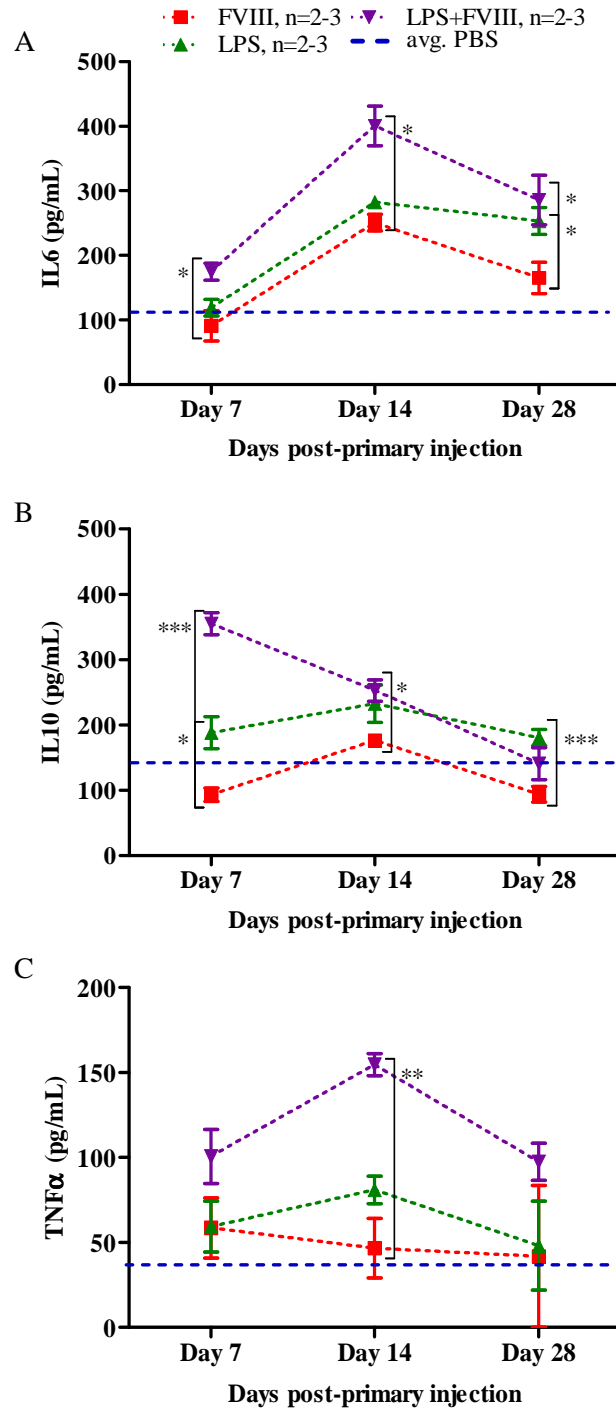 FVIII, n=2-3 LPS+FVIII, n=2-3
LPS, n=2-3 avg. PBS
A
500
400
300
200
100
0
IL6 (pg/mL)
*
*
*
*
Day 7 Day 14 Day 28
Days post-primary injection
B
500
400
300
200
100
0
IL10 (pg/mL)
***
*
*
***
Day 7 Day 14 Day 28
Days post-primary injection
C
200
150
100
50
0
TNFα (pg/mL)
**
Day 7 Day 14 Day 28
Days post-primary injection